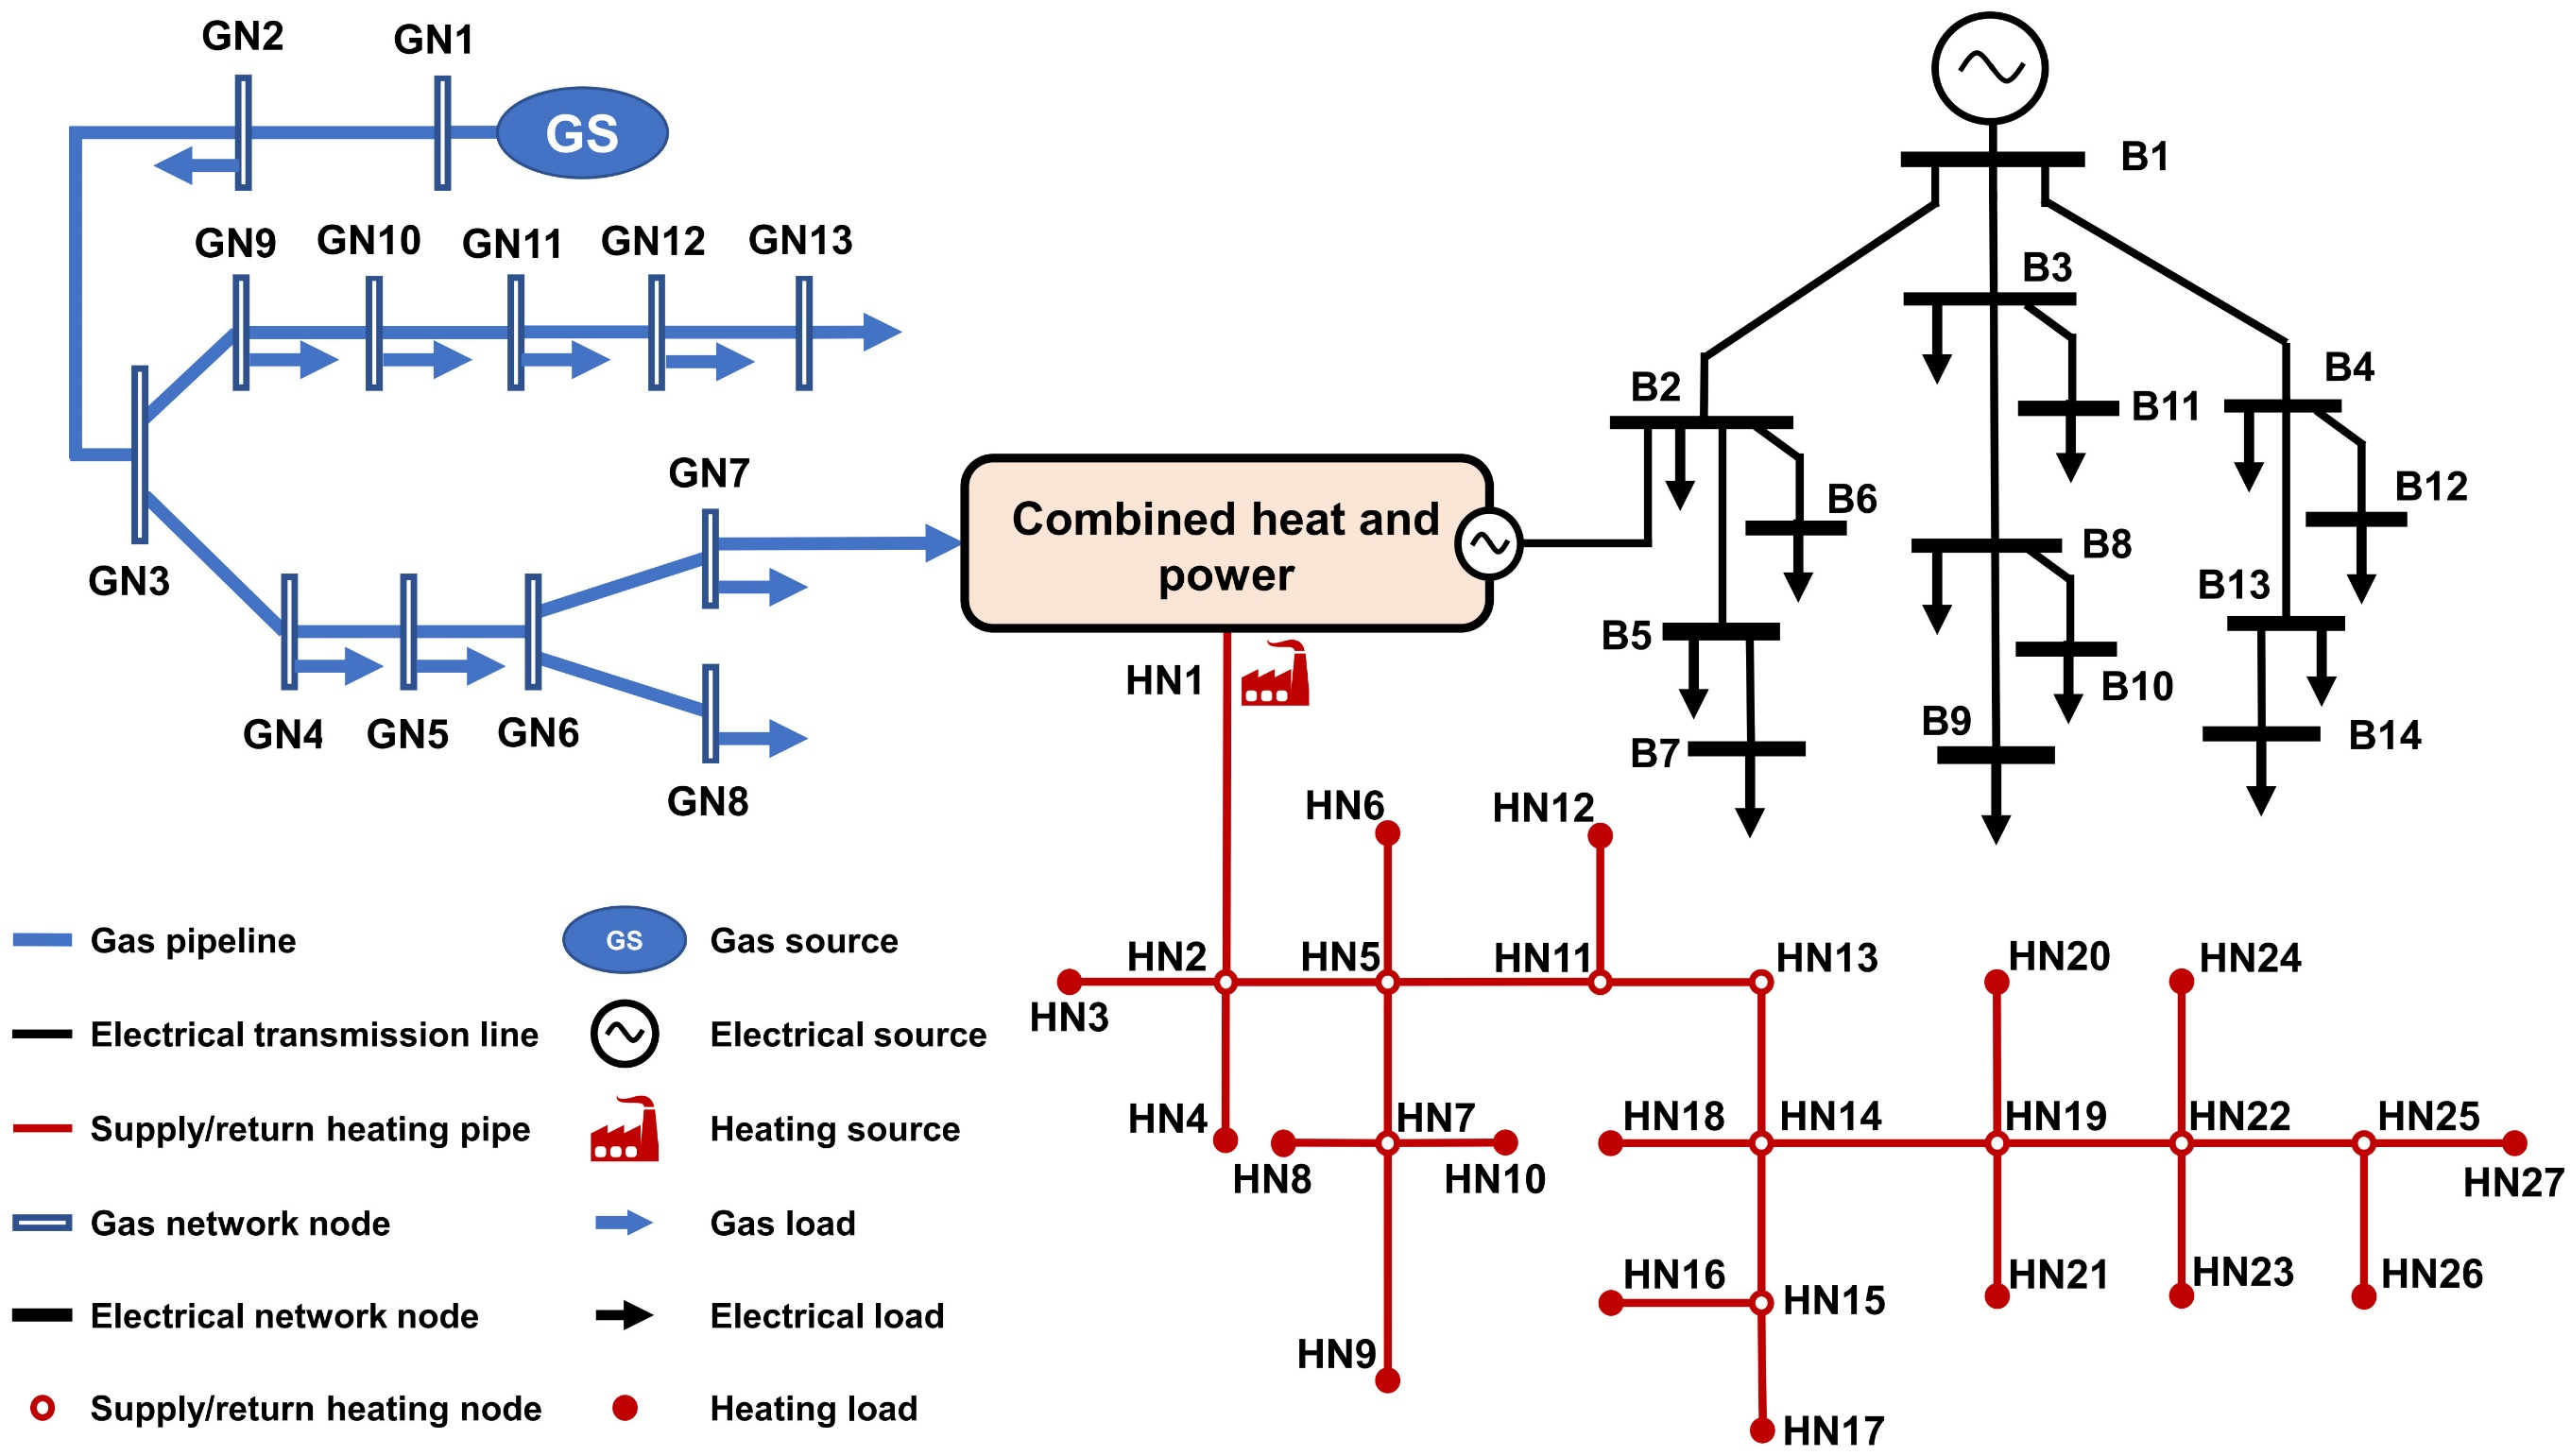 GN2
GN1
GS
GN9
GN10
GN11
GN12
GN13
GN3
GN7
GN4
GN5
GN6
GN8
Combined heat and
power
B1
B3
B2
B4
B11
B6
B12
B8
B13
B5
B10
B9
B7
B14
HN1
HN6
HN12
HN2
HN5
HN11
HN13
HN20
HN24
HN3
HN4
HN7
HN18
HN14
HN19
HN22
HN25
HN8
HN10
HN27
HN16
HN15
HN21
HN23
HN26
HN9
HN17
Gas pipeline
GS
Gas source
Electrical transmission line
Electrical source
Supply/return heating pipe
Heating source
Gas network node
Gas load
Electrical network node
Electrical load
Supply/return heating node
Heating load